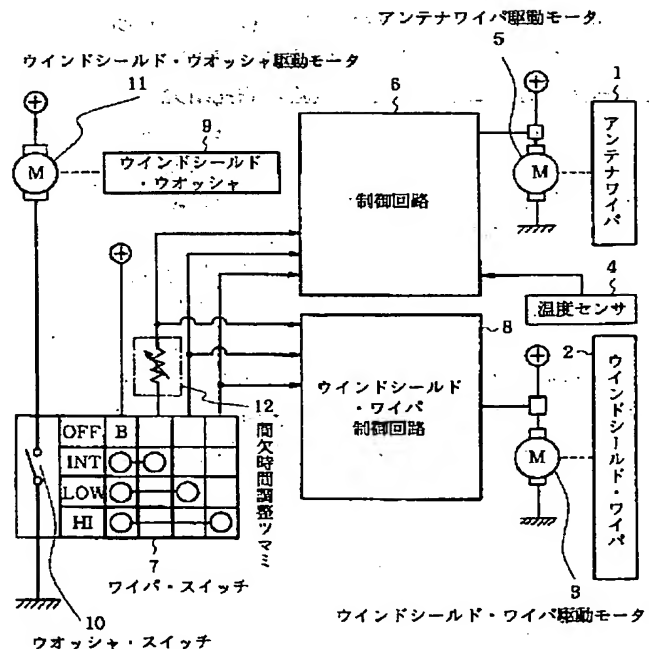 アンテナワイパ駆動モータ
5
ウインドシールド・ウオッシャ駆動モータ
11
6
1
9
M
ウインドシールド
・ウオッシャ
制御回路
M
アンテナワイパ
4
温度センサ
8
2
12
ウインドシールド
・ワイパ
制御回路
M
ウインドシールド・ワイパ
間欠時間調整ツマミ
OFF B
INT
LOW
HI
7
ワイパ・スイッチ
3
10
ウオッシャ・スイッチ
ウインドシールド・ワイパ駆動モータ